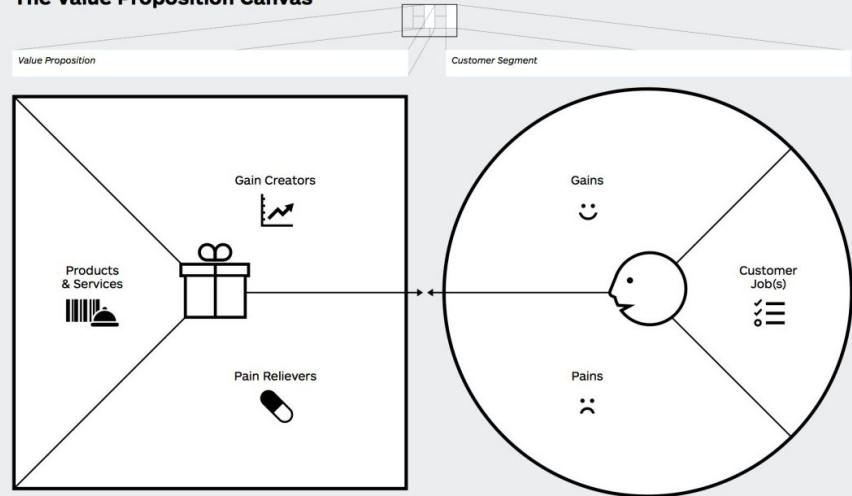 The Value Proposition Canvas
Value Proposition
Customer Segment
Gain Creators
Products
& Services
Pain Relievers
Gains
Customer
Job(s)
Pains